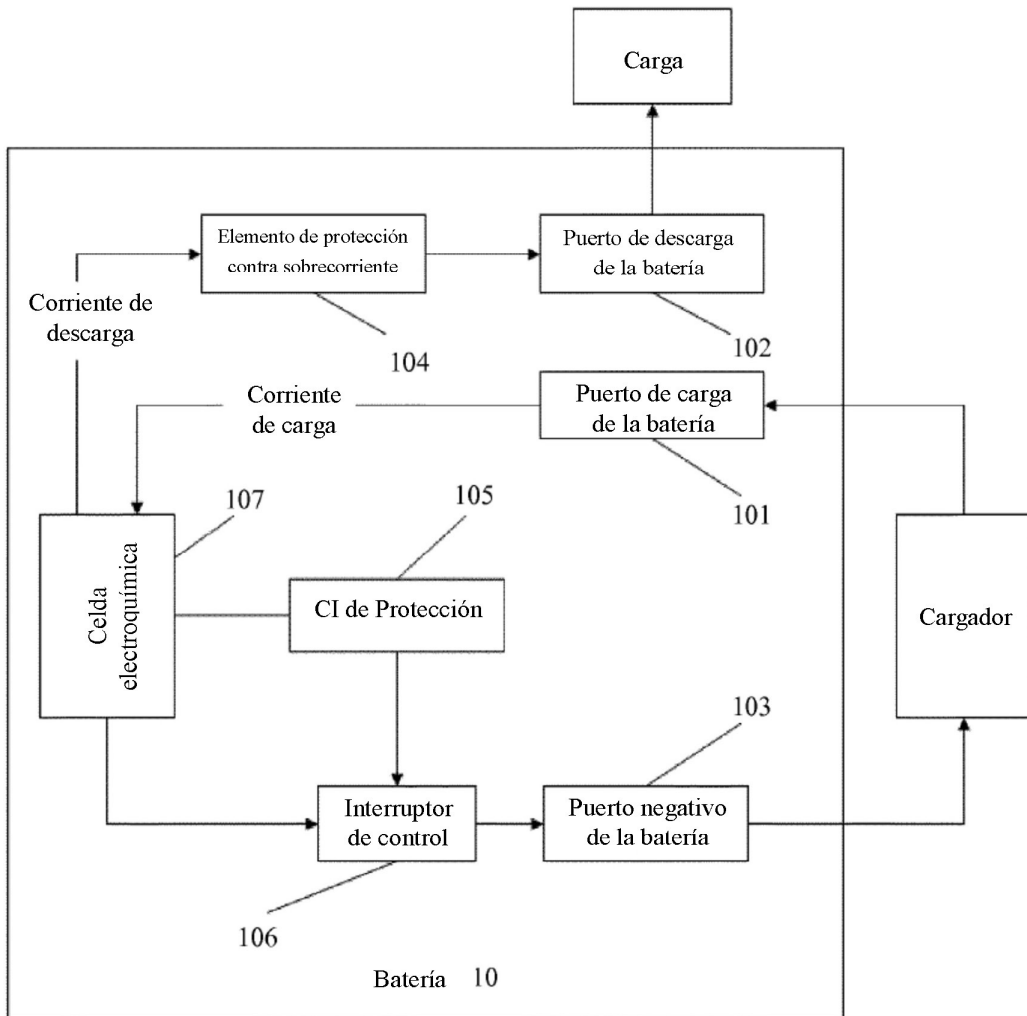 Carga
Elemento de protección
contra sobrecorriente
Puerto de descarga
de la batería
Corriente de
descarga
104
102
Corriente
de carga
Puerto de carga
de la batería
107
105
101
Celda
electroquímica
CI de Protección
Cargador
103
Interruptor
de control
Puerto negativo
de la batería
106
Batería 10